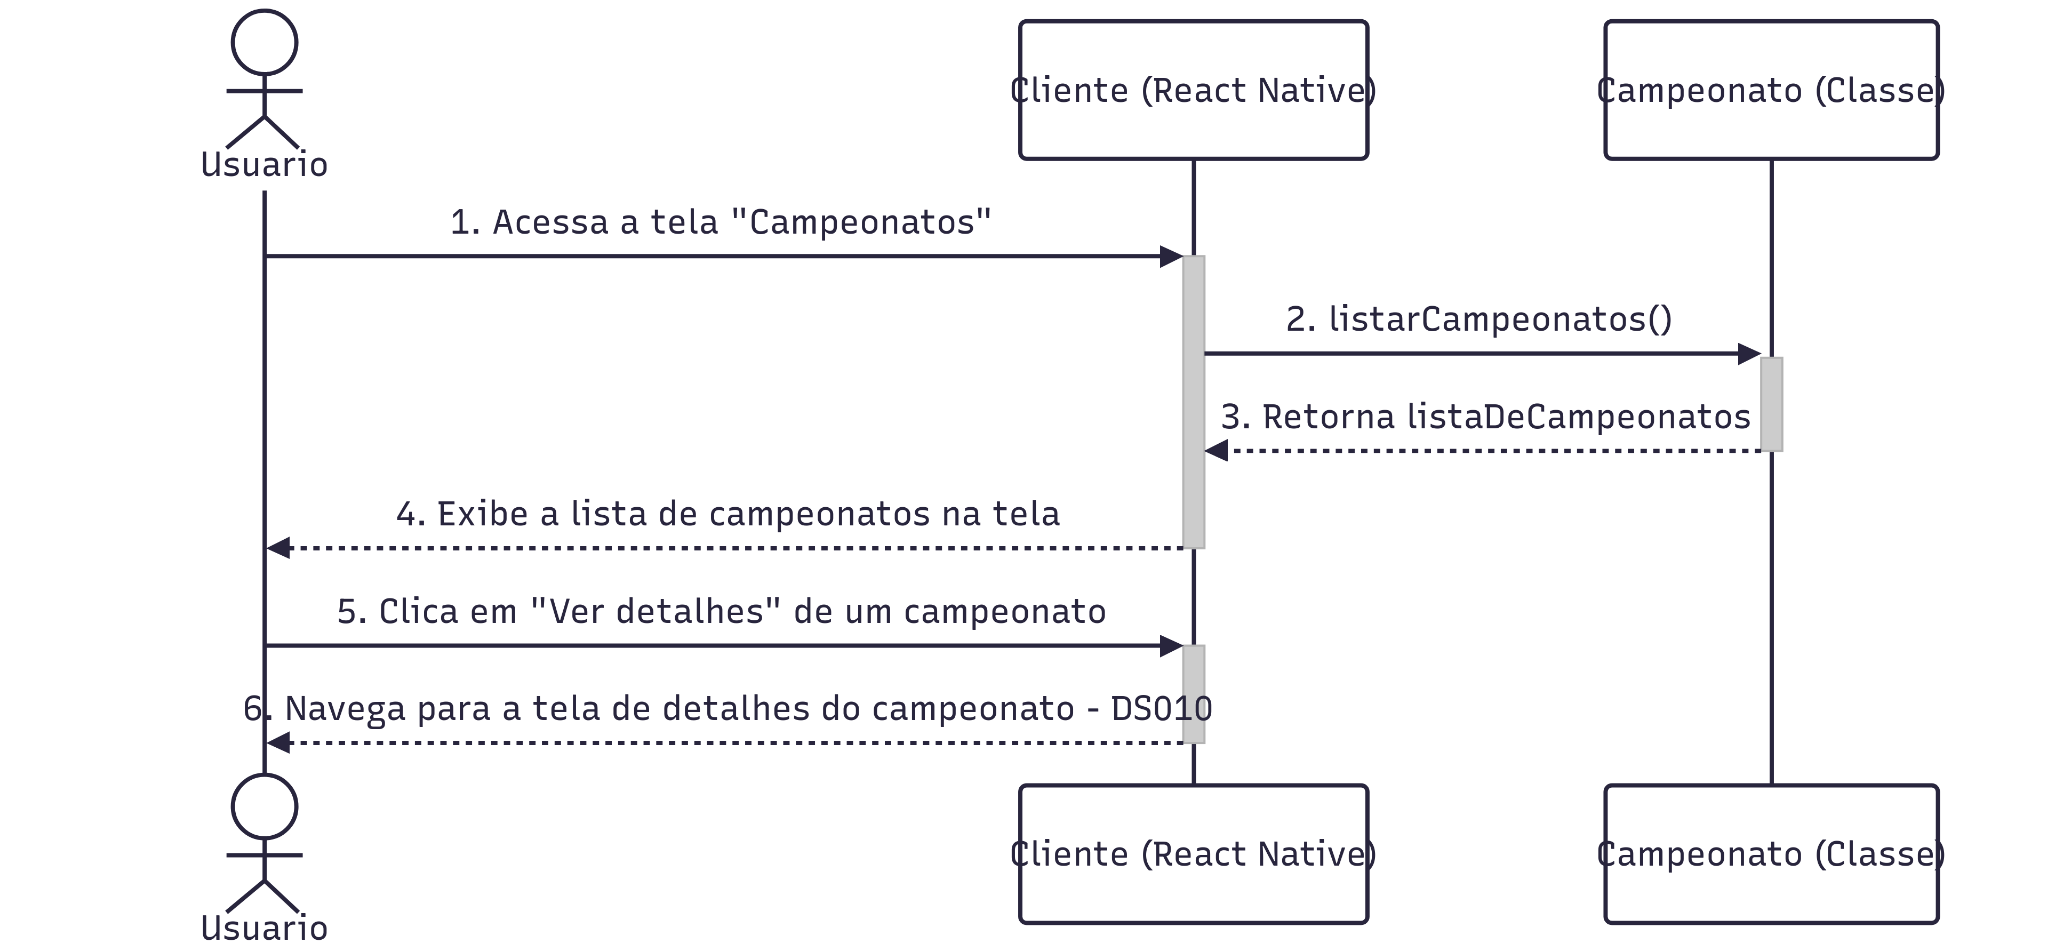 Cliente (React Native)
Campeonato (Classe)
Usuario
1. Acessa a tela "Campeonatos"
2. listarCampeonatos()
3. Retorna listaDeCampeonatos
4. Exibe a lista de campeonatos na tela
5. Clica em "Ver detalhes" de um campeonato
6. Navega para a tela de detalhes do campeonato - DS010
Cliente (React Native)
Campeonato (Classe)
Usuario